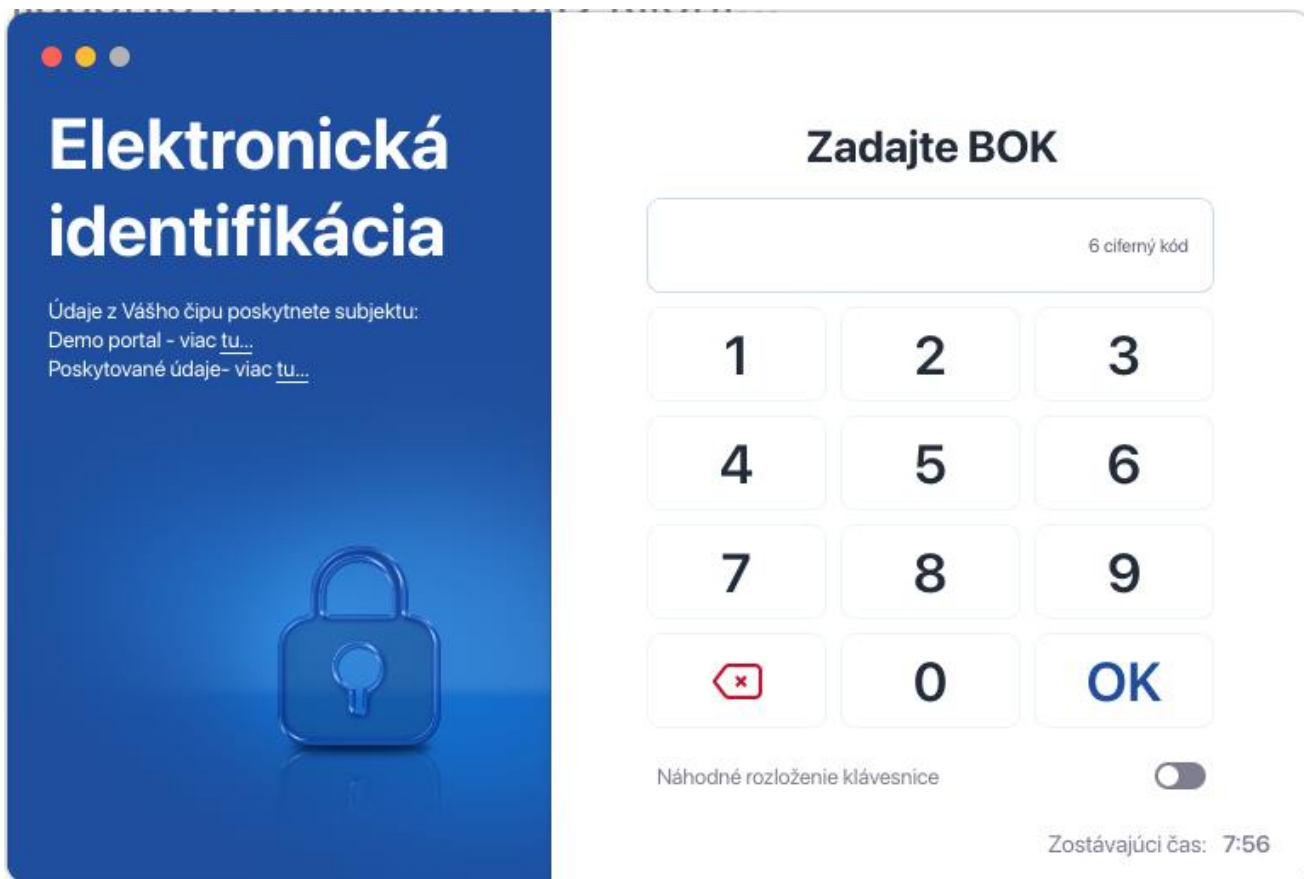 Elektronická
identifikácia
Údaje z Vášho čipu poskytnete subjektu:
Demo portal - viac tu...
Poskytované údaje- viac tu...
Zadajte BOK
6 ciferný kód
1 2 3
4 5 6
7 8 9
0 OK
Náhodné rozloženie klávesnice
Zostávajúci čas: 7:56